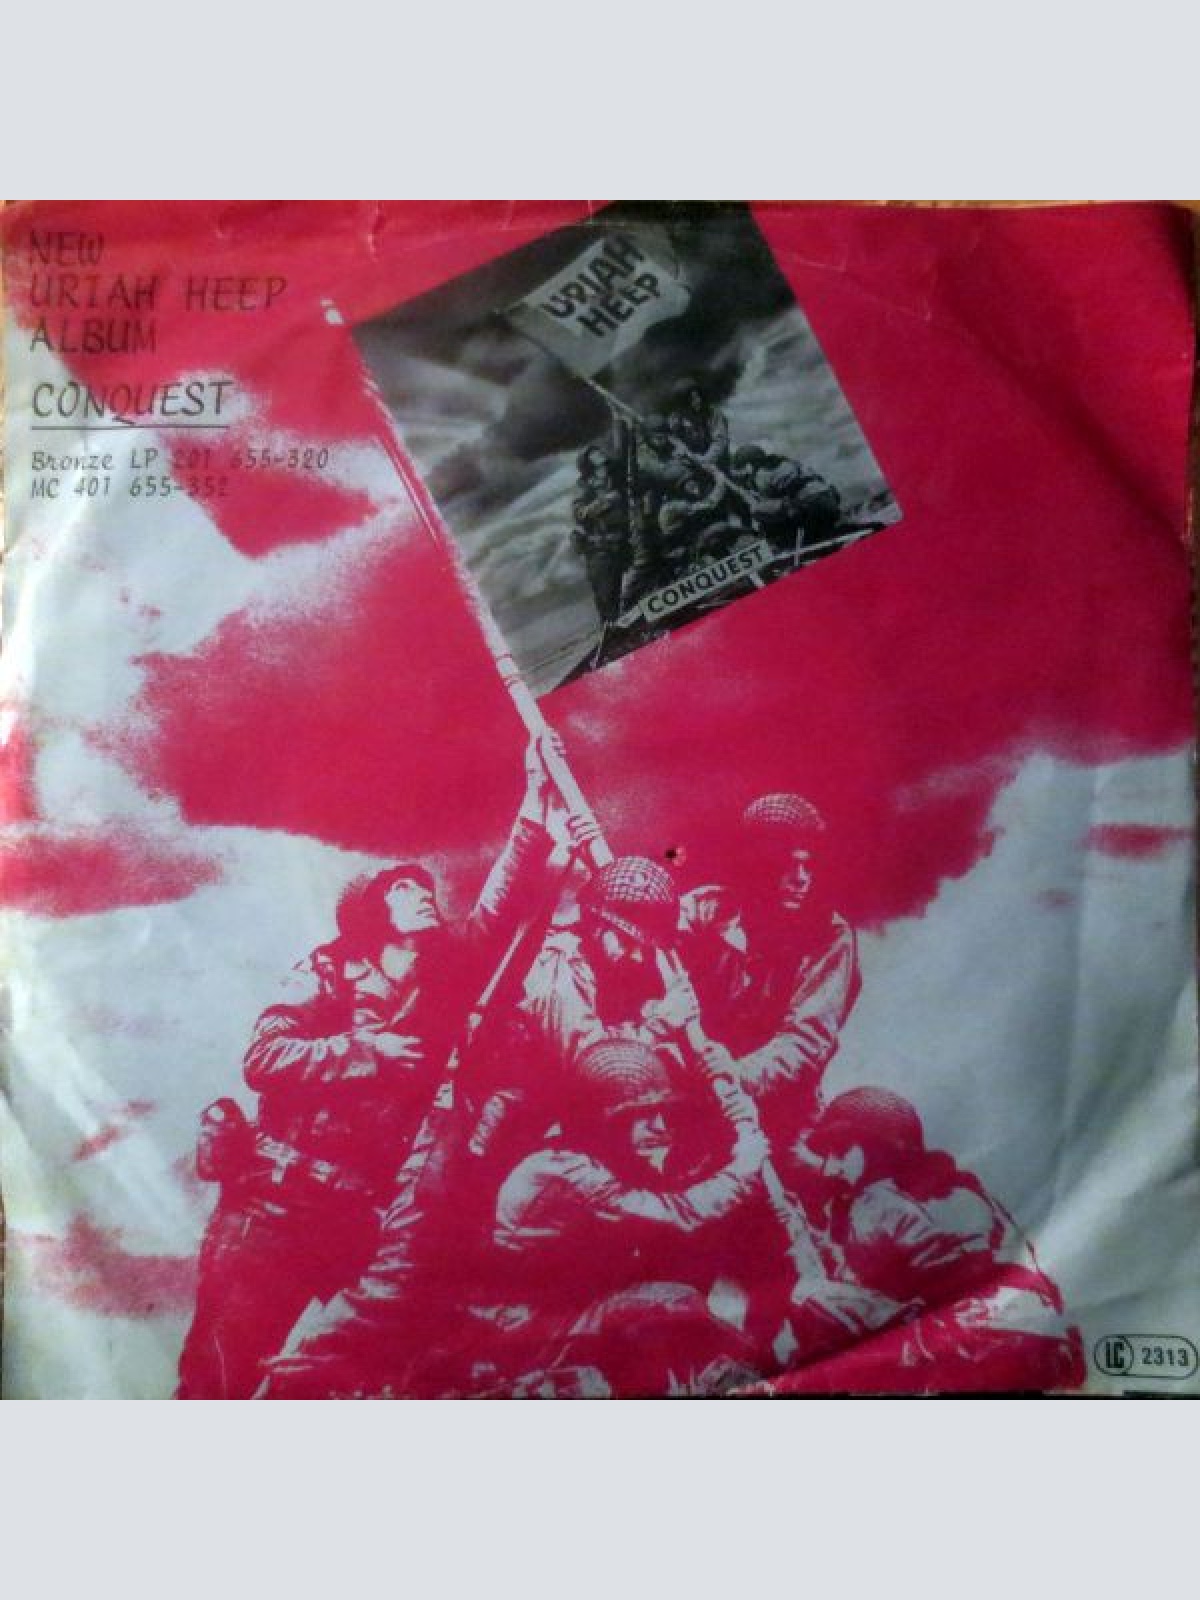 NEW
URIAH HEEP
ALBUM
CONQUEST
Bronze LP 201 655-320
MC 401 655-352
URIAH
HEEP
CONQUEST
LC 2313